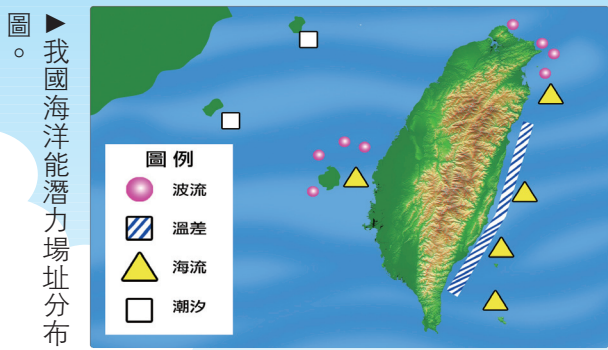 ▶我國海洋能潛力場址分布
圖。
圖例
波流
溫差
海流
潮汐